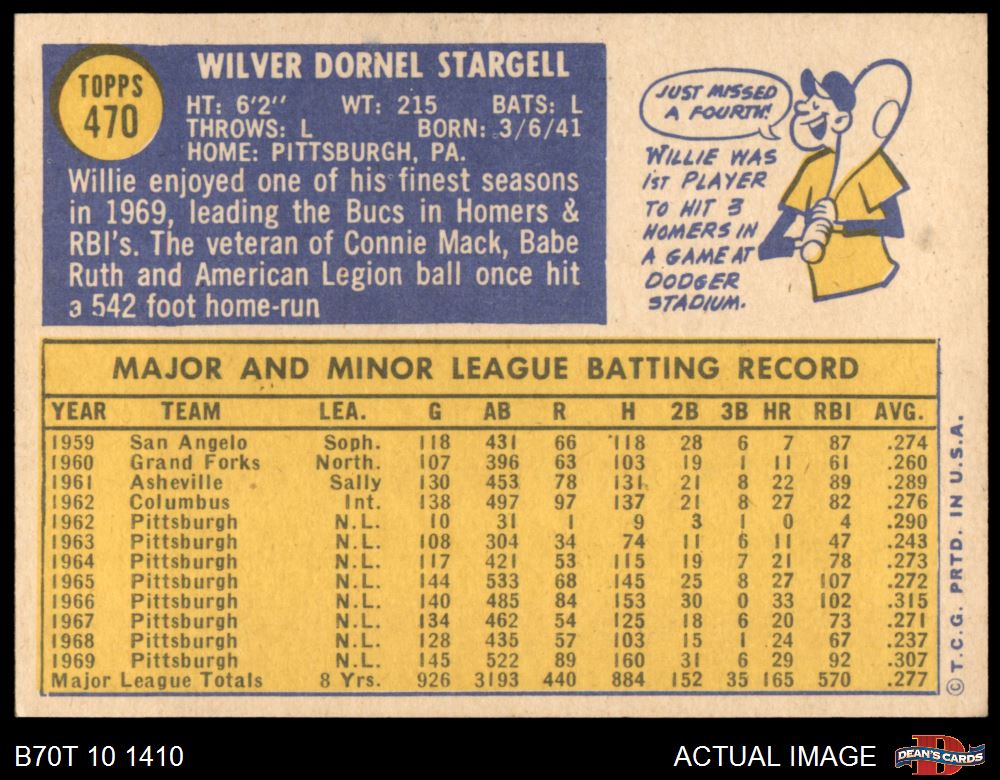 TOPPS
470
WILVER DORNEL STARGELL
HT: 6'2'' WT: 215 BATS: L
THROWS: L BORN: 3/6/41
HOME: PITTSBURGH, PA.
Willie enjoyed one of his finest seasons
in 1969, leading the Bucs in Homers &
RBI's. The veteran of Connie Mack, Babe
Ruth and American Legion ball once hit
a 542 foot home-run
JUST MISSED
A FOURTH!
WILLIE WAS
1ST PLAYER
TO HIT 3
HOMERS IN
A GAME AT
DODGER
STADIUM.
MAJOR AND MINOR LEAGUE BATTING RECORD
YEAR TEAM LEA. G AB R H 2B 3B HR RBI AVG.
1959 San Angelo Soph. 118 431 66 118 28 6 7 87 .274
1960 Grand Forks North. 107 396 63 103 19 1 11 61 .260
1961 Asheville Sally 130 453 78 131 21 8 22 89 .289
1962 Columbus Int. 138 497 97 137 21 8 27 82 .276
1962 Pittsburgh N.L. 10 31 1 9 3 1 0 4 .290
1963 Pittsburgh N.L. 108 304 34 74 11 6 11 47 .243
1964 Pittsburgh N.L. 117 421 53 115 19 7 21 78 .273
1965 Pittsburgh N.L. 144 533 68 145 25 8 27 107 .272
1966 Pittsburgh N.L. 140 485 84 153 30 0 33 102 .315
1967 Pittsburgh N.L. 134 462 54 125 18 6 20 73 .271
1968 Pittsburgh N.L. 128 435 57 103 15 1 24 67 .237
1969 Pittsburgh N.L. 145 522 89 160 31 6 29 92 .307
Major League Totals 8 Yrs. 926 3193 440 884 152 35 165 570 .277
© T.C.G. PRTD. IN U.S.A.
B70T 10 1410
ACTUAL IMAGE
DEAN'S CARDS